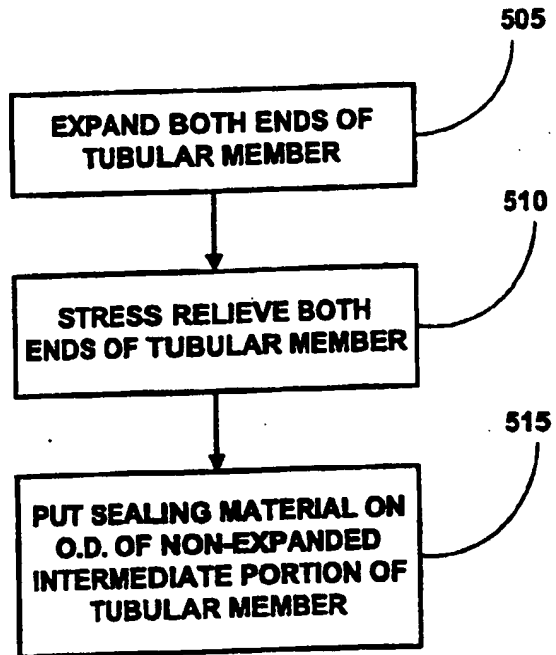 505
EXPAND BOTH ENDS OF
TUBULAR MEMBER
510
STRESS RELIEVE BOTH
ENDS OF TUBULAR MEMBER
515
PUT SEALING MATERIAL ON
O.D. OF NON-EXPANDED
INTERMEDIATE PORTION OF
TUBULAR MEMBER